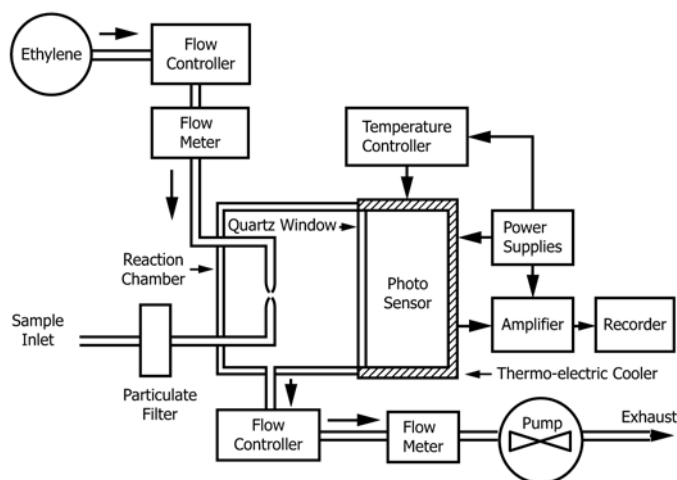 Ethylene
Flow
Controller
Flow
Meter
Temperature
Controller
Quartz Window
Power
Supplies
Reaction
Chamber
Photo
Sensor
Sample
Inlet
Amplifier
Recorder
Thermo-electric Cooler
Particulate
Filter
Flow
Controller
Flow
Meter
Pump
Exhaust